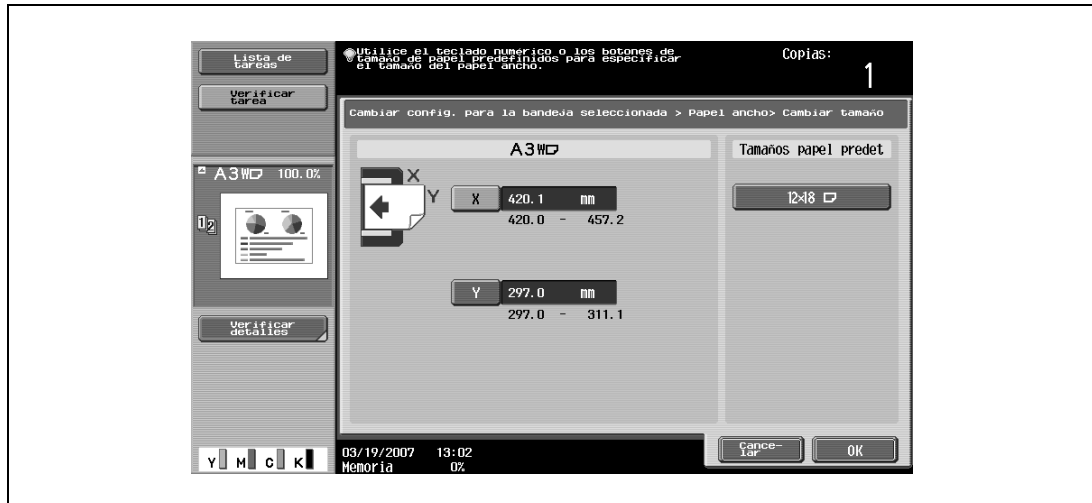 Lista de
tareas
Verificar
tarea
A3W 100.0%
12
Verificar
detalles
Y M C K
Utilice el teclado numérico o los botones de
tamaño de papel predefinidos para especificar
el tamaño del papel ancho.
Copias:
1
Cambiar config. para la bandeja seleccionada > Papel ancho> Cambiar tamaño
A3W
X
Y
X 420.1 mm
420.0 - 457.2
Y 297.0 mm
297.0 - 311.1
Tamaños papel predet
12×18
03/19/2007 13:02
Memoria 0%
Cance-
lar
OK